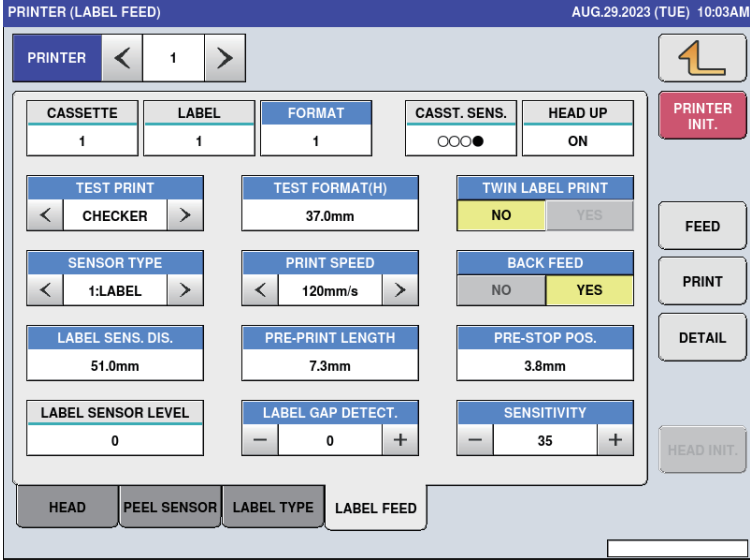 PRINTER (LABEL FEED) AUG.29.2023 (TUE) 10:03AM
PRINTER 1
PRINTER INIT.
CASSETTE LABEL FORMAT CASST. SENS. HEAD UP
1 1 1 ○○○● ON
TEST PRINT TEST FORMAT(H) TWIN LABEL PRINT
CHECKER 37.0mm NO YES
FEED
SENSOR TYPE PRINT SPEED BACK FEED
1:LABEL 120mm/s NO YES
PRINT
LABEL SENS. DIS. PRE-PRINT LENGTH PRE-STOP POS.
51.0mm 7.3mm 3.8mm
DETAIL
LABEL SENSOR LEVEL LABEL GAP DETECT. SENSITIVITY
0 − 0 + − 35 +
HEAD INIT.
HEAD PEEL SENSOR LABEL TYPE LABEL FEED